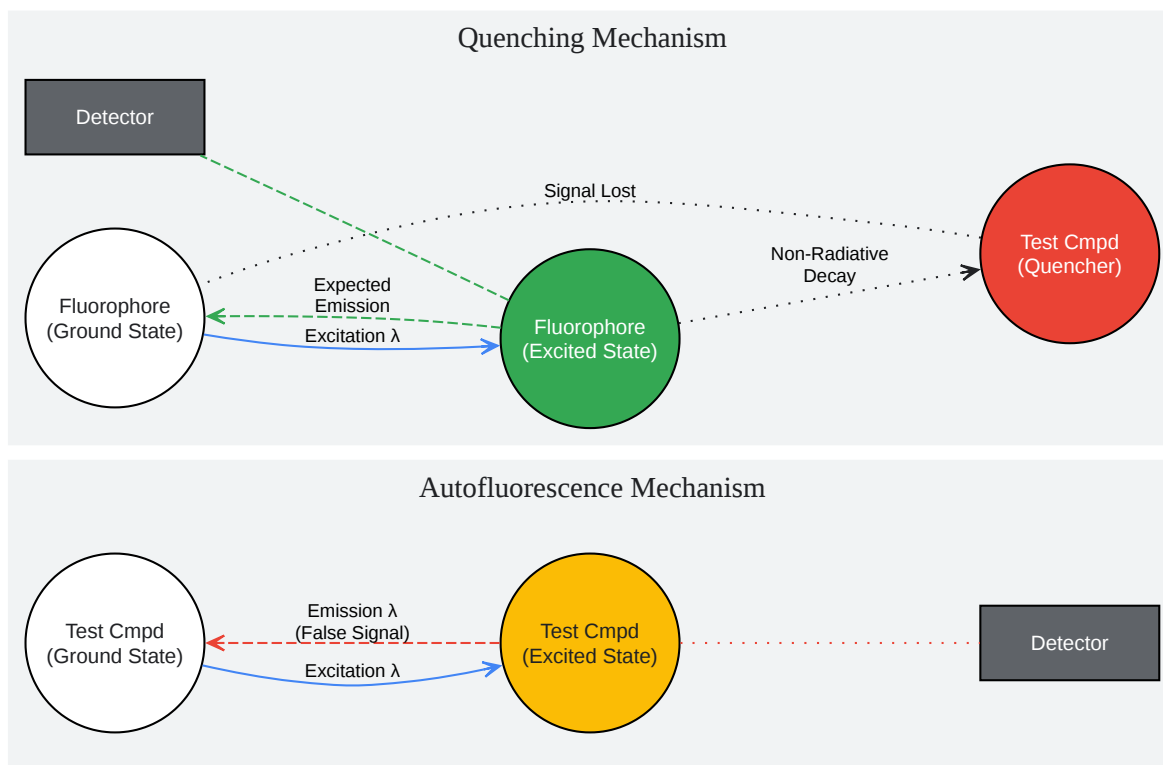 Quenching Mechanism
Detector
Signal Lost
Test Cmpd
(Quencher)
Non-Radiative
Decay
Fluorophore
(Ground State)
Expected
Emission
Excitation λ
Fluorophore
(Excited State)
Autofluorescence Mechanism
Test Cmpd
(Ground State)
Emission λ
(False Signal)
Excitation λ
Test Cmpd
(Excited State)
Detector